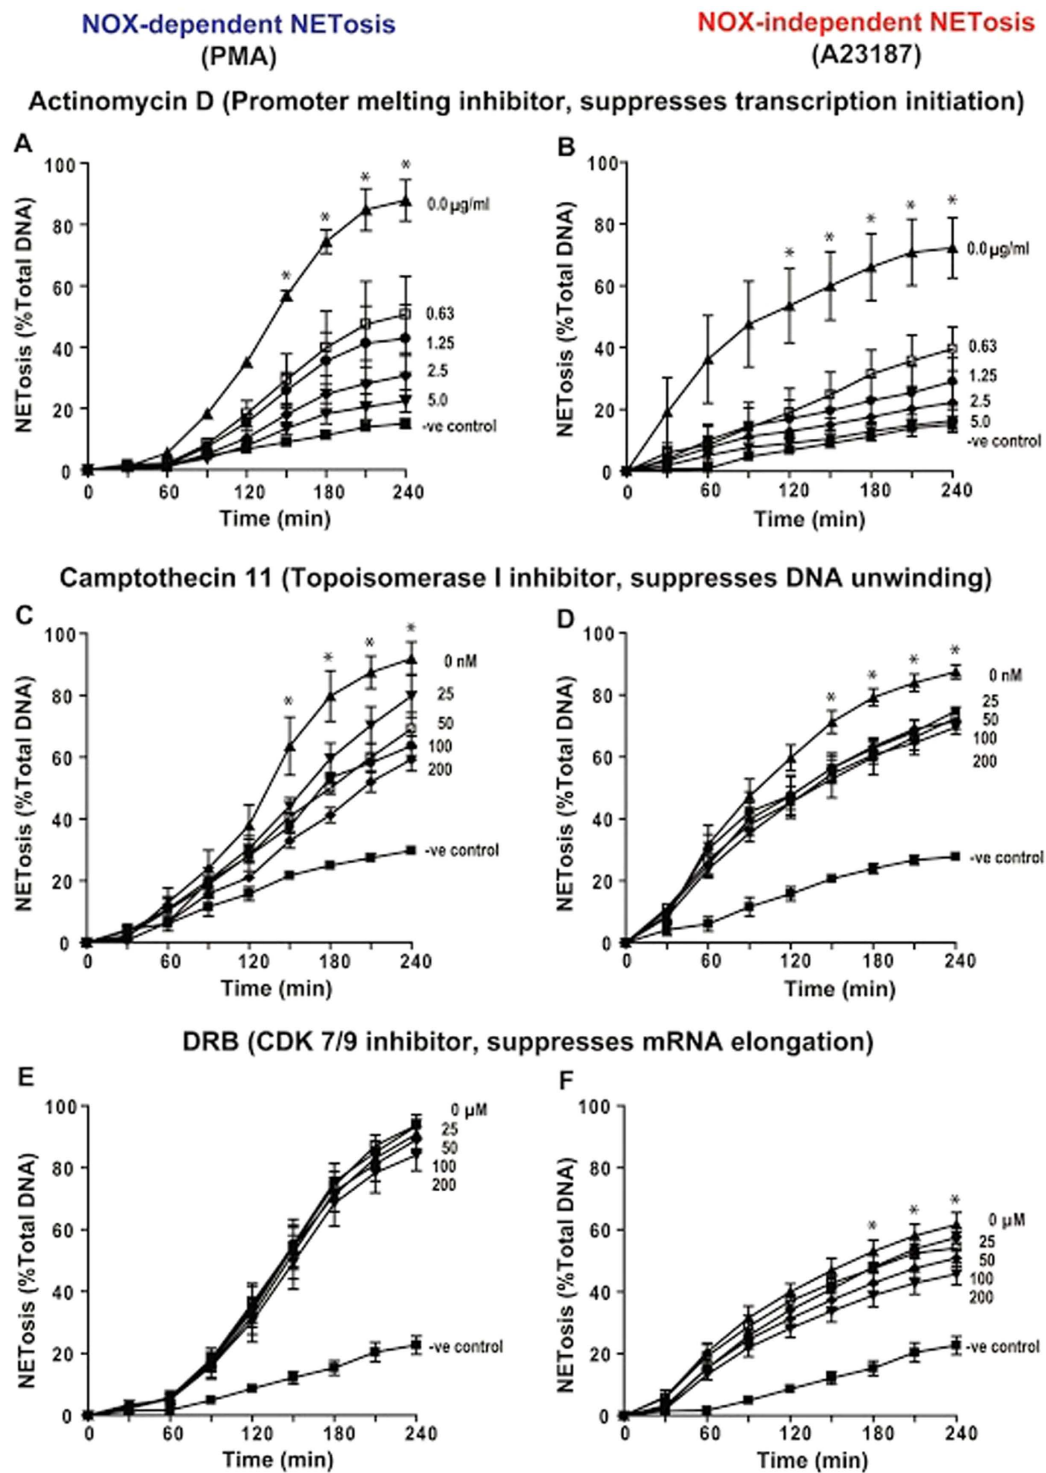 NOX-dependent NETosis
(PMA)
NOX-independent NETosis
(A23187)
Actinomycin D (Promoter melting inhibitor, suppresses transcription initiation)
A
NETosis (%Total DNA)
100
80
60
40
20
0
0 60 120 180 240
Time (min)
* * * *
0.0 µg/ml
0.63
1.25
2.5
5.0
-ve control
B
NETosis (%Total DNA)
100
80
60
40
20
0
0 60 120 180 240
Time (min)
* * * * *
0.0 µg/ml
0.63
1.25
2.5
5.0
-ve control
Camptothecin 11 (Topoisomerase I inhibitor, suppresses DNA unwinding)
C
NETosis (%Total DNA)
100
80
60
40
20
0
0 60 120 180 240
Time (min)
* * * *
0 nM
25
50
100
200
-ve control
D
NETosis (%Total DNA)
100
80
60
40
20
0
0 60 120 180 240
Time (min)
* * * *
0 nM
25
50
100
200
-ve control
DRB (CDK 7/9 inhibitor, suppresses mRNA elongation)
E
NETosis (%Total DNA)
100
80
60
40
20
0
0 60 120 180 240
Time (min)
0 µM
25
50
100
200
-ve control
F
NETosis (%Total DNA)
100
80
60
40
20
0
0 60 120 180 240
Time (min)
* * *
0 µM
25
50
100
200
-ve control